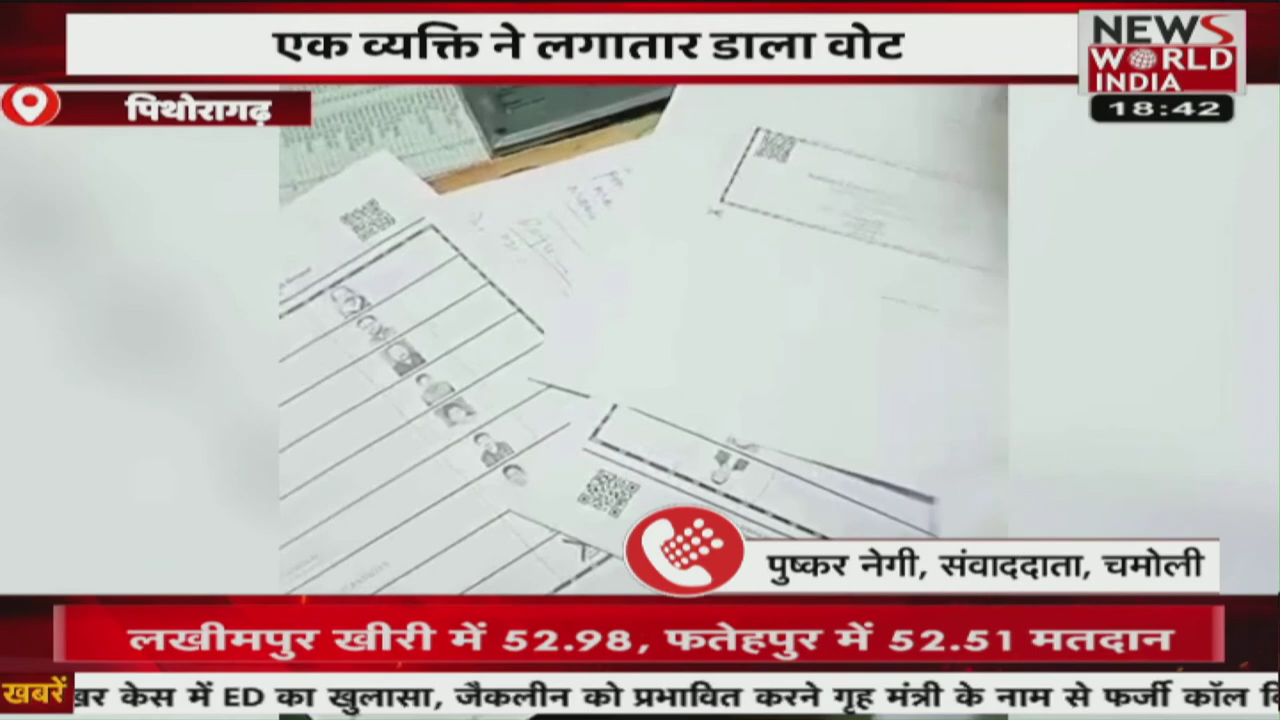 एक व्यक्ति ने लगातार डाला वोट
NEWS
WORLD
INDIA
18:42
पिथोरागढ़
पुष्कर नेगी, संवाददाता, चमोली
लखीमपुर खीरी में 52.98, फतेहपुर में 52.51 मतदान
खबरें
केस में ED का खुलासा, जैकलीन को प्रभावित करने गृह मंत्री के नाम से फर्जी कॉल